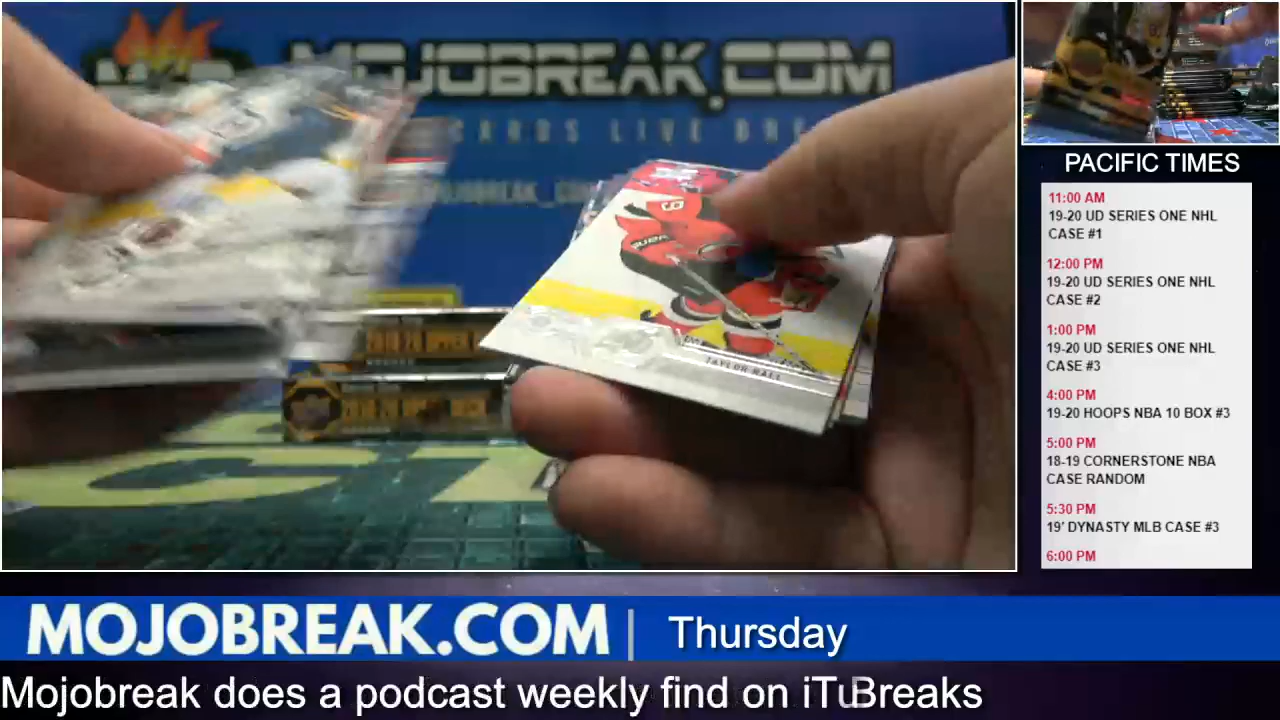 MOJOBREAK.COM
CARDS LIVE
MOJOBREAK_
TAYLOR HALL
PACIFIC TIMES
11:00 AM
19-20 UD SERIES ONE NHL
CASE #1
12:00 PM
19-20 UD SERIES ONE NHL
CASE #2
1:00 PM
19-20 UD SERIES ONE NHL
CASE #3
4:00 PM
19-20 HOOPS NBA 10 BOX #3
5:00 PM
18-19 CORNERSTONE NBA
CASE RANDOM
5:30 PM
19' DYNASTY MLB CASE #3
6:00 PM
MOJOBREAK.COM | Thursday
Mojobreak does a podcast weekly find on iTuBreaks